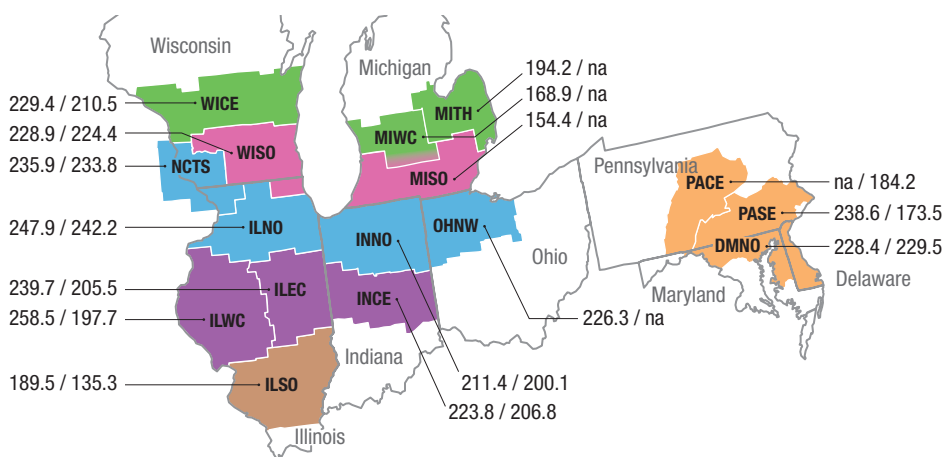 Wisconsin
Michigan
194.2 / na
168.9 / na
154.4 / na
229.4 / 210.5
WICE
MITH
MIWC
228.9 / 224.4
WISO
235.9 / 233.8
NCTS
MISO
Pennsylvania
PACE
na / 184.2
PASE
238.6 / 173.5
247.9 / 242.2
ILNO
INNO
OHNW
DMNO
228.4 / 229.5
Ohio
Delaware
239.7 / 205.5
ILEC
INCE
Maryland
258.5 / 197.7
ILWC
226.3 / na
Indiana
189.5 / 135.3
ILSO
211.4 / 200.1
223.8 / 206.8
Illinois